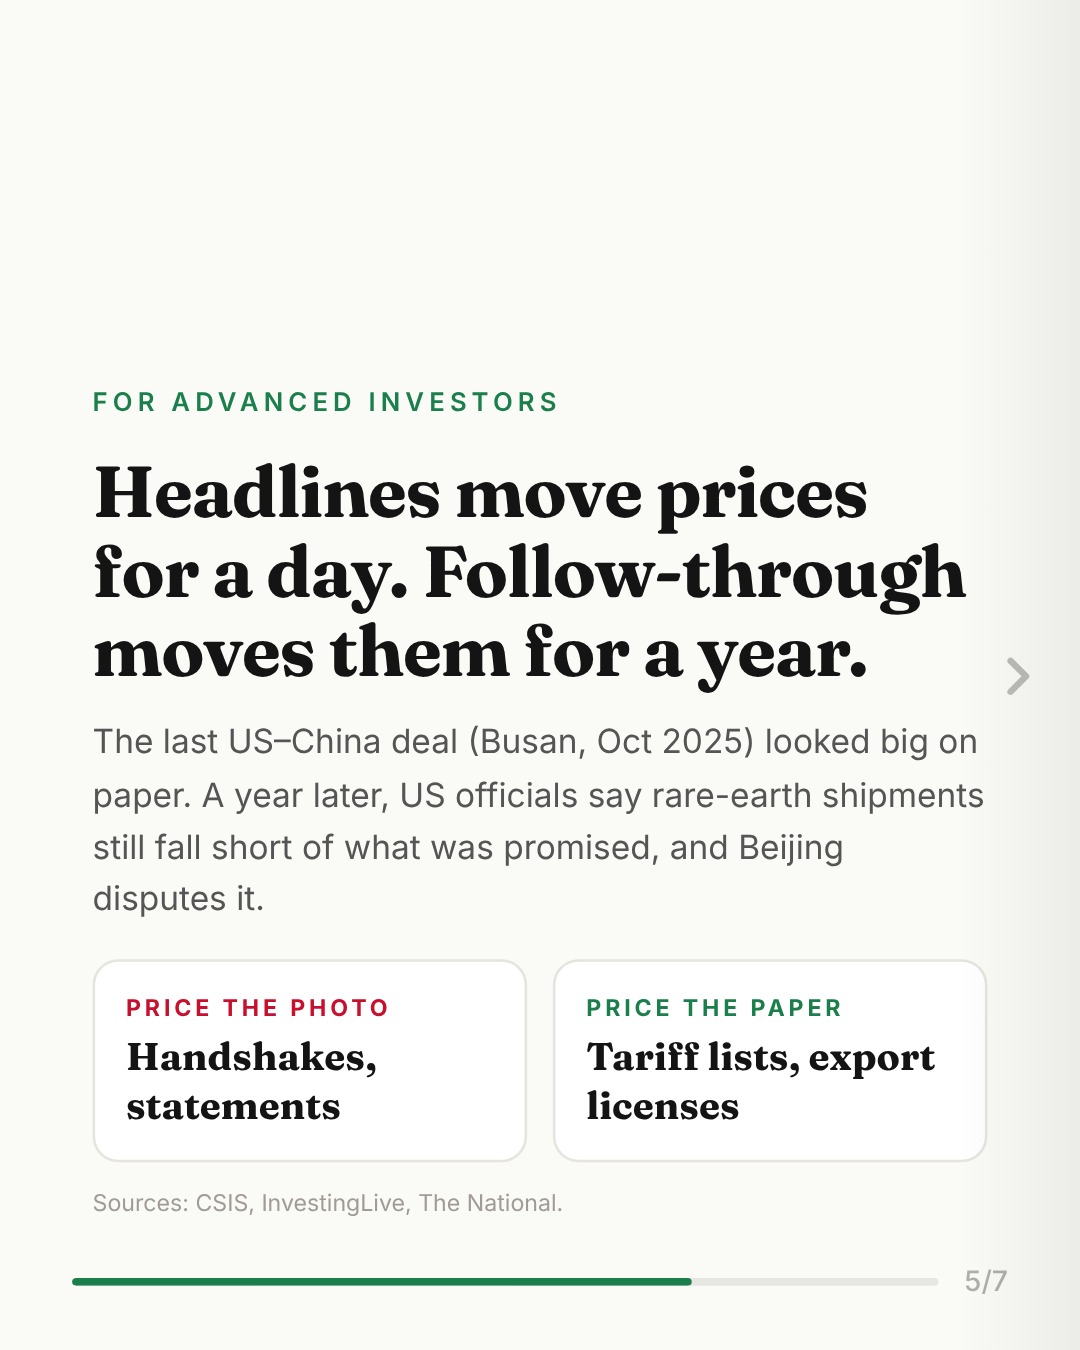 FOR ADVANCED INVESTORS
Headlines move prices
for a day. Follow-through
moves them for a year.
The last US–China deal (Busan, Oct 2025) looked big on
paper. A year later, US officials say rare-earth shipments
still fall short of what was promised, and Beijing
disputes it.
PRICE THE PHOTO
Handshakes,
statements
PRICE THE PAPER
Tariff lists, export
licenses
Sources: CSIS, InvestingLive, The National.
5/7